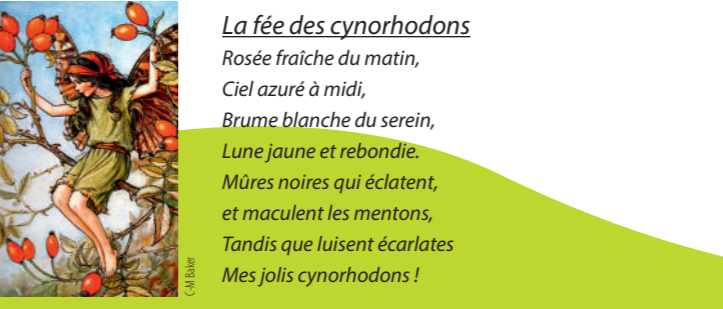 La fée des cynorhodons
Rosée fraîche du matin,
Ciel azuré à midi,
Brume blanche du serein,
Lune jaune et rebondie.
Mûres noires qui éclatent,
et maculent les mentons,
Tandis que luisent écarlates
Mes jolis cynorhodons !
C-M Baker